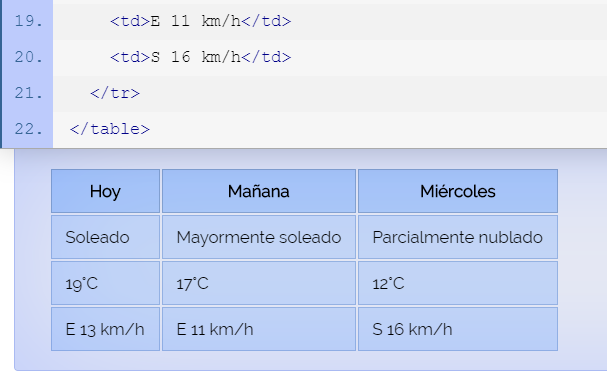 19. <td>E 11 km/h</td>
20. <td>S 16 km/h</td>
21. </tr>
22. </table>
Hoy Mañana Miércoles
Soleado Mayormente soleado Parcialmente nublado
19°C 17°C 12°C
E 13 km/h E 11 km/h S 16 km/h